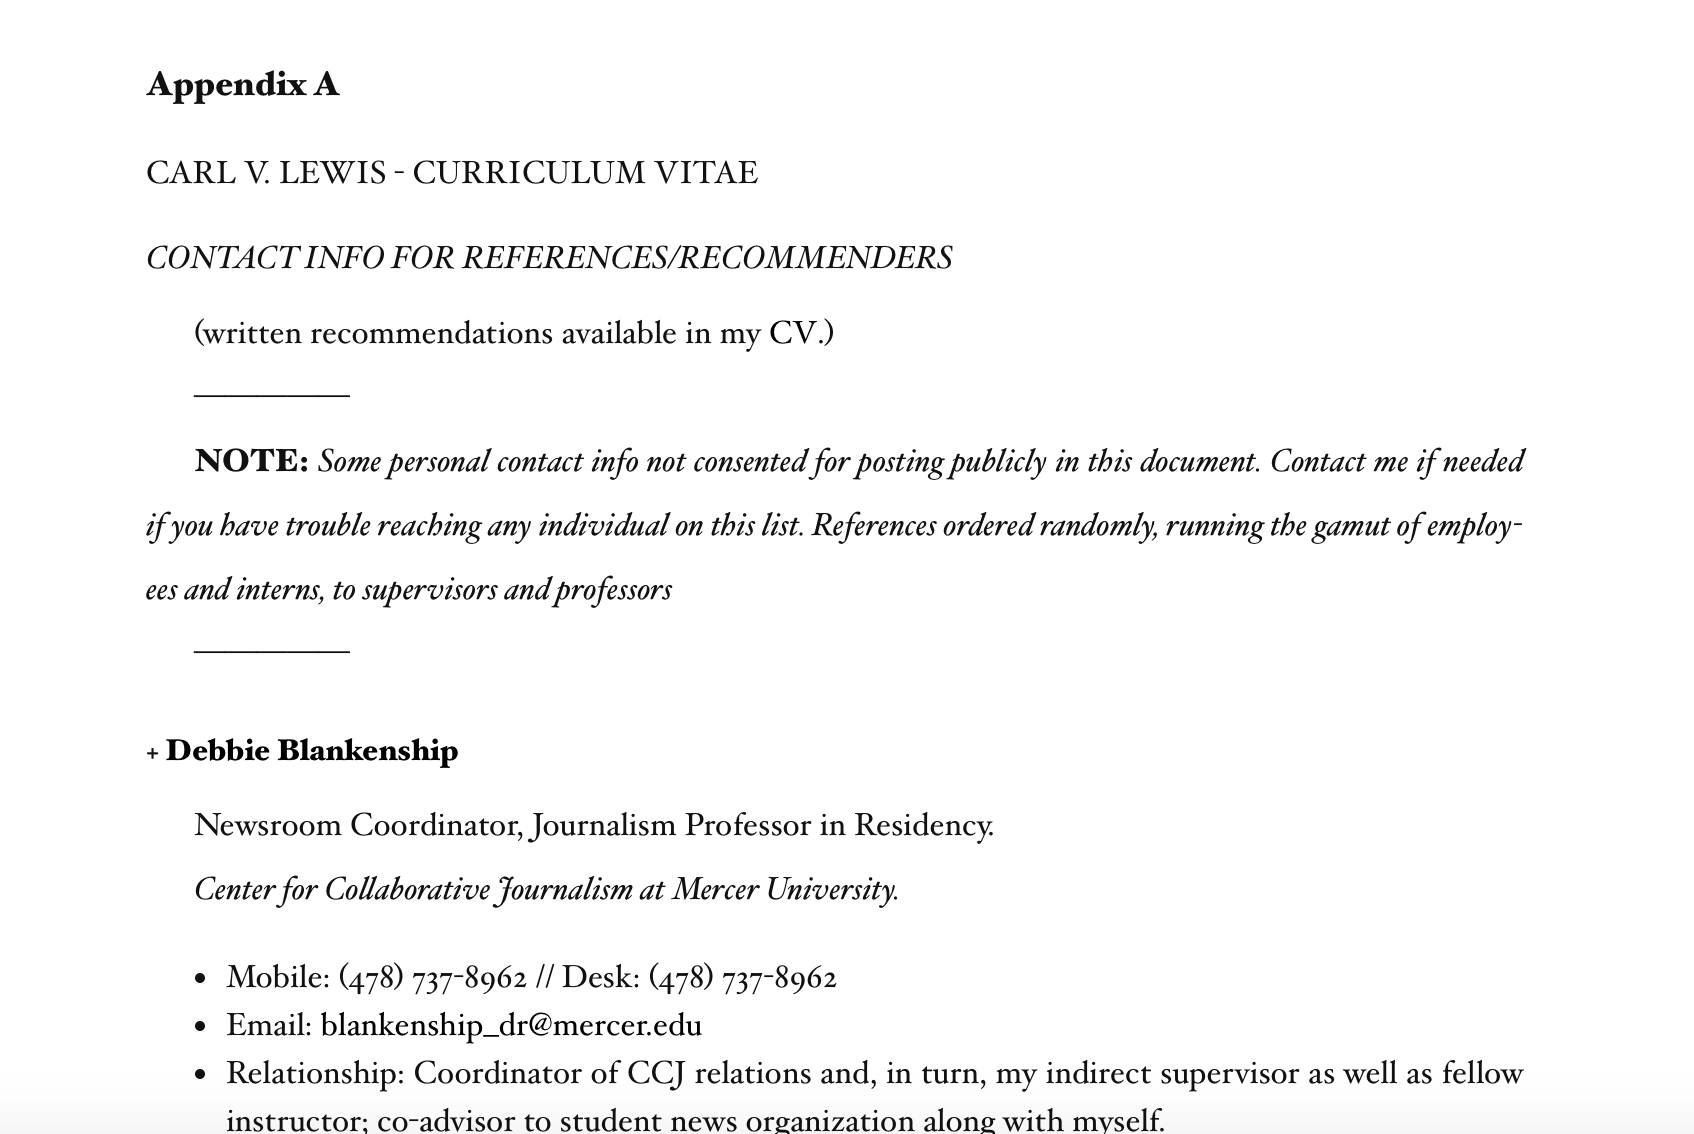 Appendix A
CARL V. LEWIS - CURRICULUM VITAE
CONTACT INFO FOR REFERENCES/RECOMMENDERS
(written recommendations available in my CV.)
__________
NOTE: Some personal contact info not consented for posting publicly in this document. Contact me if needed
if you have trouble reaching any individual on this list. References ordered randomly, running the gamut of employ-
ees and interns, to supervisors and professors
__________
+ Debbie Blankenship
Newsroom Coordinator, Journalism Professor in Residency.
Center for Collaborative Journalism at Mercer University.
• Mobile: (478) 737-8962 // Desk: (478) 737-8962
• Email: blankenship_dr@mercer.edu
• Relationship: Coordinator of CCJ relations and, in turn, my indirect supervisor as well as fellow
instructor; co-advisor to student news organization along with myself.